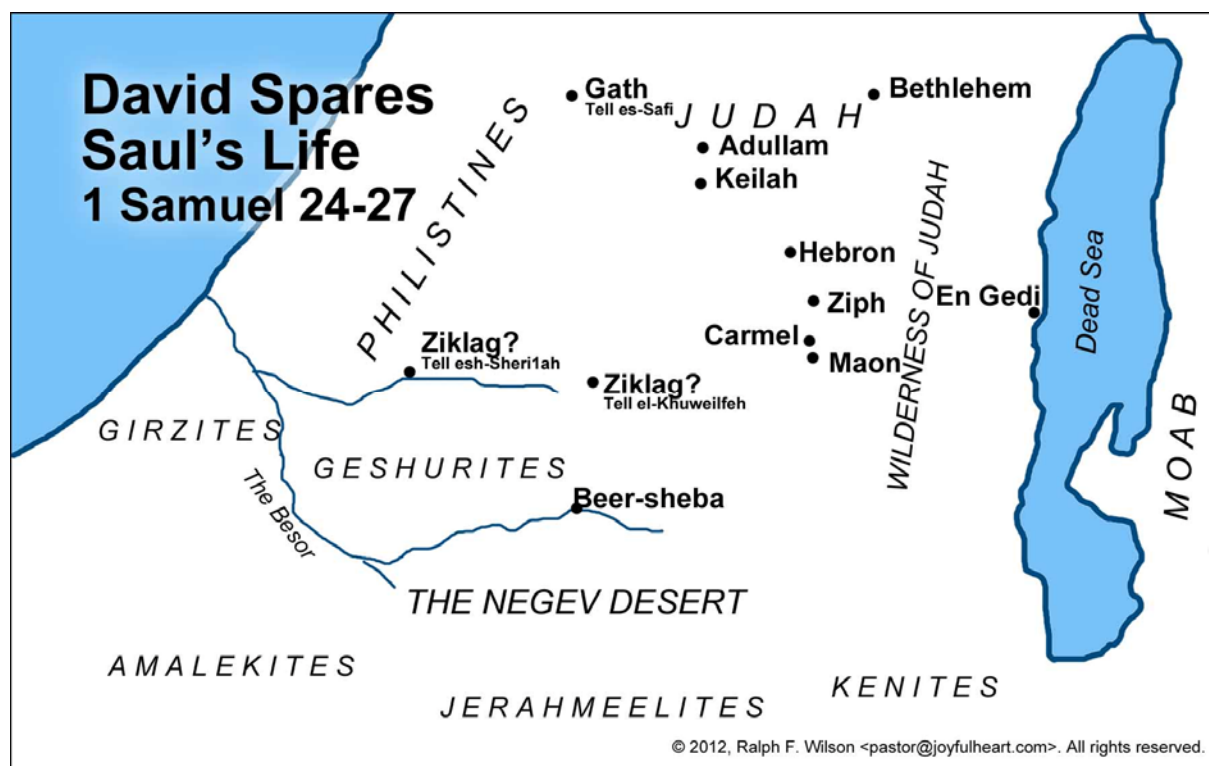 David Spares
Saul's Life
1 Samuel 24-27
Gath
Tell es-Safi
Bethlehem
JUDAH
Adullam
Keilah
PHILISTINES
Hebron
WILDERNESS OF JUDAH
Ziph
En Gedi
Dead Sea
Carmel
Maon
Ziklag?
Tell esh-Sheri1ah
Ziklag?
Tell el-Khuweilfeh
MOAB
GIRZITES
GESHURITES
The Besor
Beer-sheba
THE NEGEV DESERT
AMALEKITES
JERAHMEELITES
KENITES
© 2012, Ralph F. Wilson <pastor@joyfulheart.com>. All rights reserved.